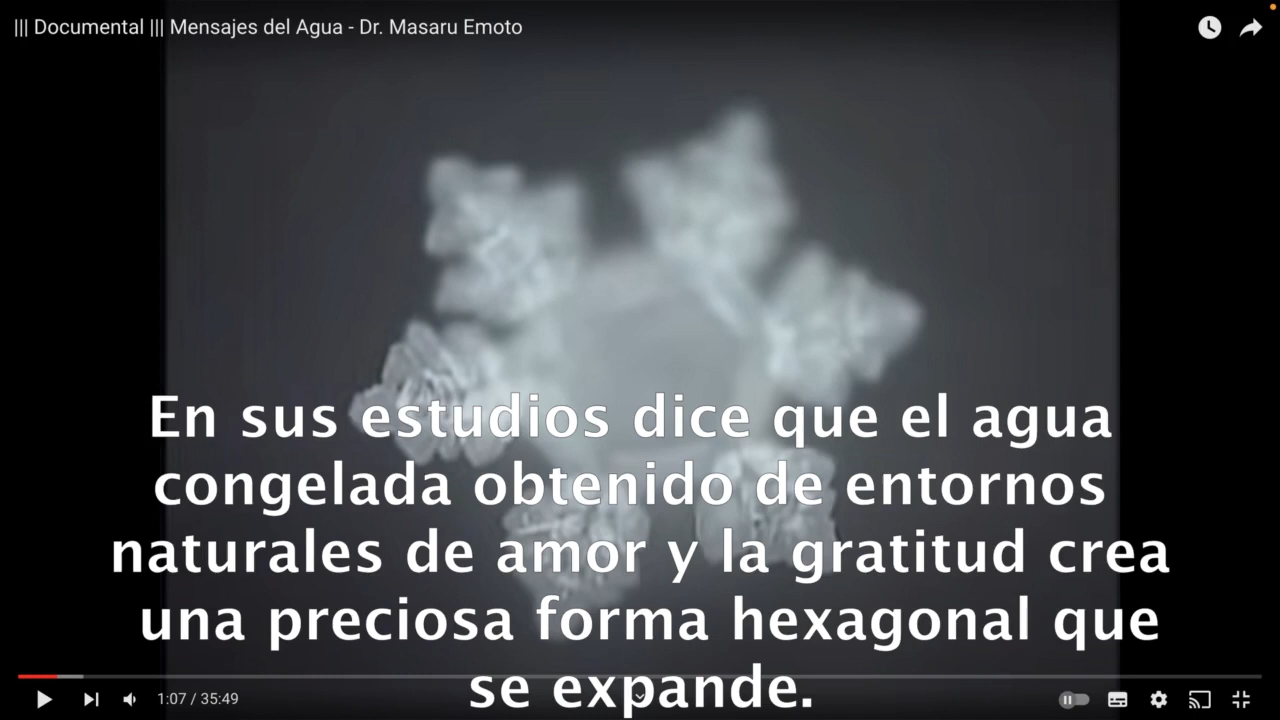 ||| Documental ||| Mensajes del Agua - Dr. Masaru Emoto
En sus estudios dice que el agua
congelada obtenido de entornos
naturales de amor y la gratitud crea
una preciosa forma hexagonal que
se expande.
1:07 / 35:49